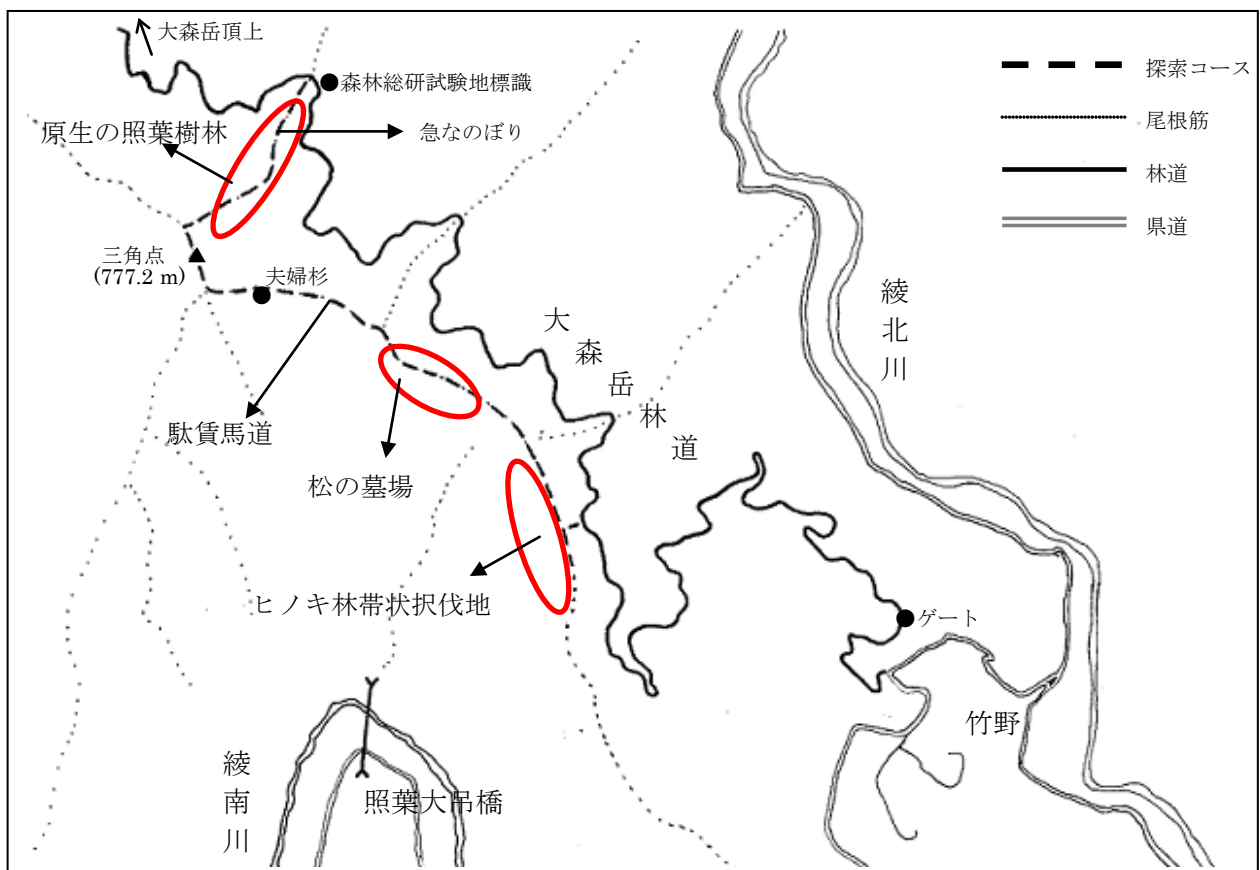 大森岳頂上
森林総研試験地標識
探索コース
原生の照葉樹林
急なのぼり
尾根筋
林道
県道
三角点
(777.2 m)
夫婦杉
綾北川
大森岳林道
駄賃馬道
松の墓場
ヒノキ林帯状択伐地
ゲート
竹野
綾南川
照葉大吊橋